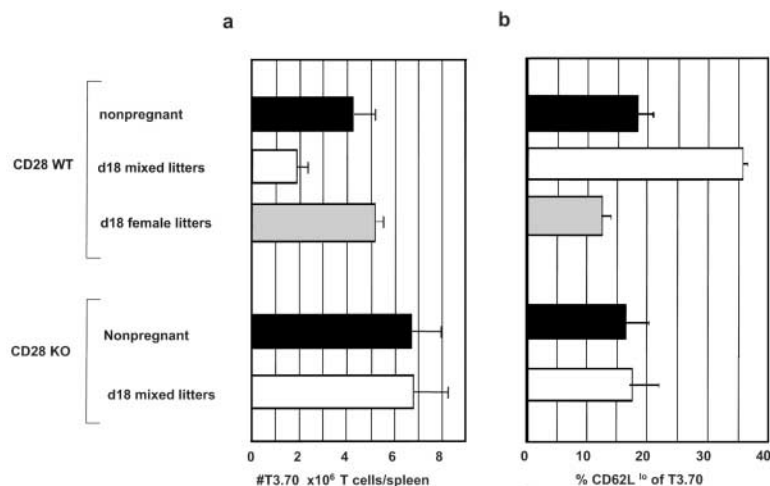 a
b
nonpregnant
CD28 WT
d18 mixed litters
d18 female litters
Nonpregnant
CD28 KO
d18 mixed litters
0 2 4 6 8
#T3.70 x10⁶ T cells/spleen
0 10 20 30 40
% CD62L ˡᵒ of T3.70